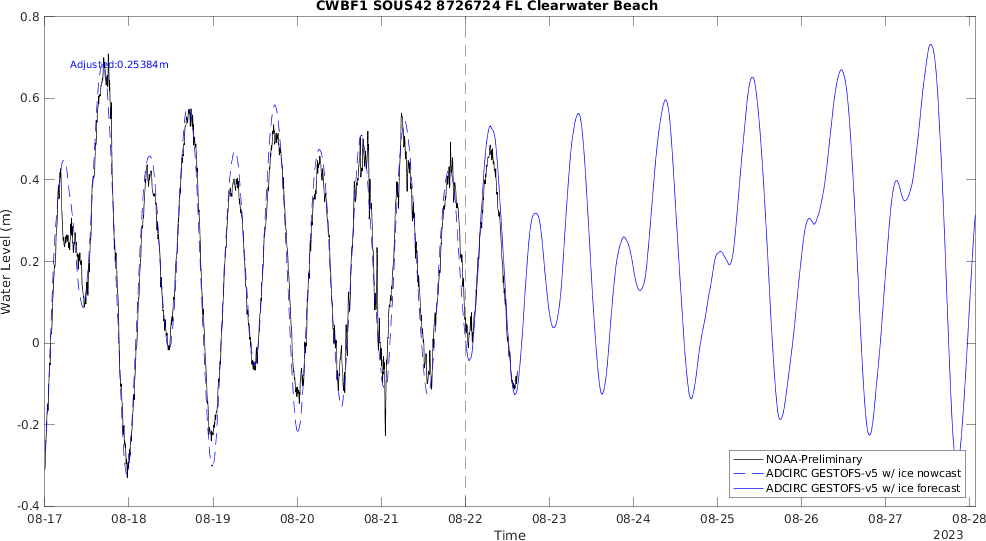 CWBF1 SOUS42 8726724 FL Clearwater Beach
Adjusted:0.25384m
Water Level (m)
0.8
0.6
0.4
0.2
0
-0.2
-0.4
NOAA-Preliminary
ADCIRC GESTOFS-v5 w/ ice nowcast
ADCIRC GESTOFS-v5 w/ ice forecast
08-17 08-18 08-19 08-20 08-21 08-22 08-23 08-24 08-25 08-26 08-27 08-28
Time
2023